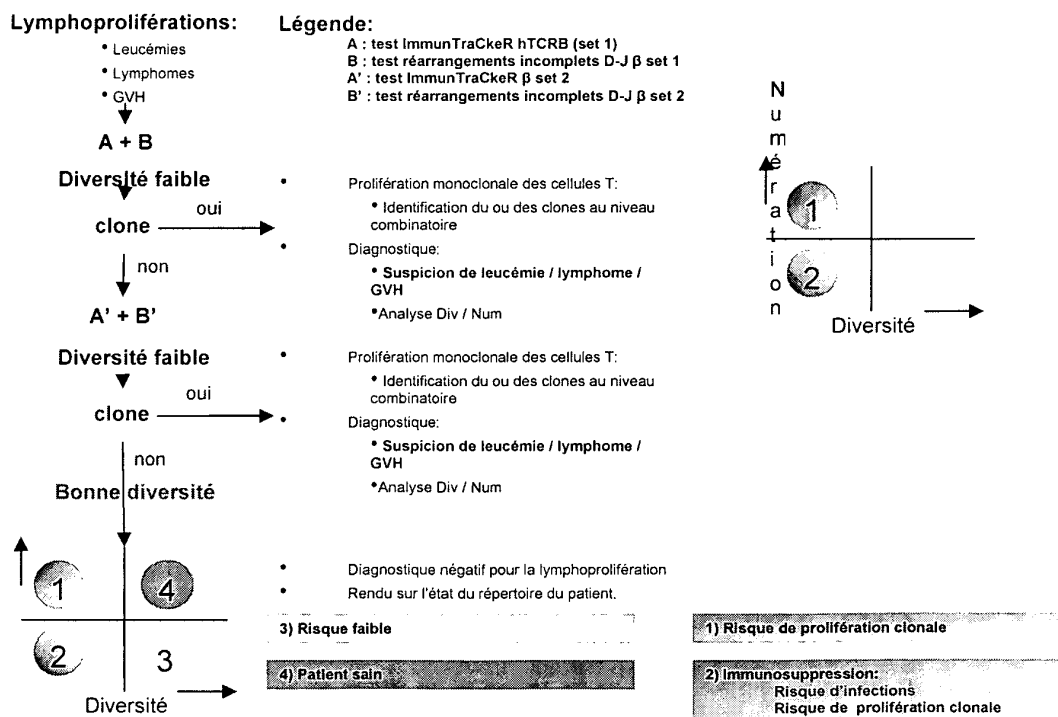 Lymphoproliférations:
• Leucémies
• Lymphomes
• GVH
A + B
Diversité faible
clone
oui
non
A' + B'
Diversité faible
clone
oui
non
Bonne diversité
1
4
2
3
Diversité
Légende:
A : test ImmunTraCkeR hTCRB (set 1)
B : test réarrangements incomplets D-J β set 1
A' : test ImmunTraCkeR β set 2
B' : test réarrangements incomplets D-J β set 2
• Prolifération monoclonale des cellules T:
• Identification du ou des clones au niveau
combinatoire
• Diagnostique:
• Suspicion de leucémie / lymphome /
GVH
•Analyse Div / Num
• Prolifération monoclonale des cellules T:
• Identification du ou des clones au niveau
combinatoire
• Diagnostique:
• Suspicion de leucémie / lymphome /
GVH
•Analyse Div / Num
• Diagnostique négatif pour la lymphoprolifération
• Rendu sur l'état du répertoire du patient.
3) Risque faible
4) Patient sain
Numération
1
2
Diversité
1) Risque de prolifération clonale
2) Immunosuppression:
Risque d'infections
Risque de prolifération clonale